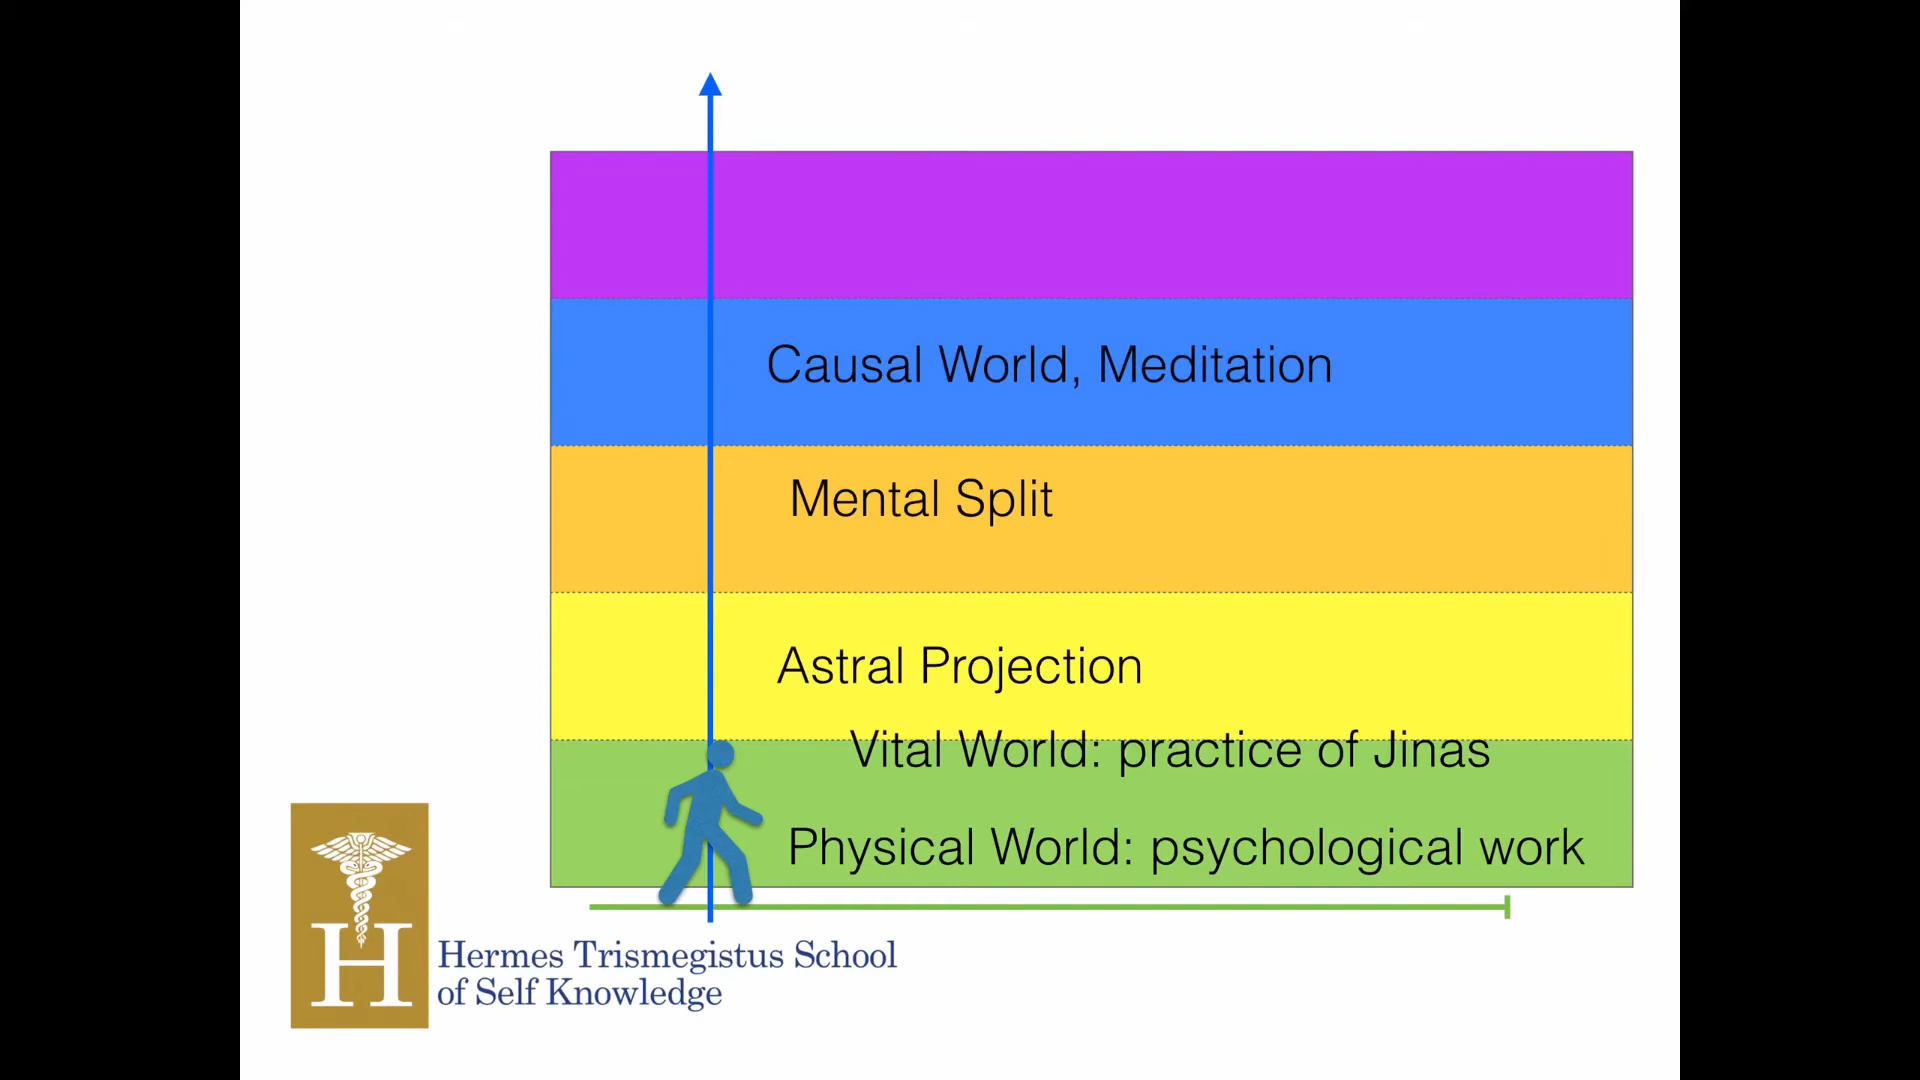 Causal World, Meditation
Mental Split
Astral Projection
Vital World: practice of Jinas
Physical World: psychological work
H
Hermes Trismegistus School
of Self Knowledge